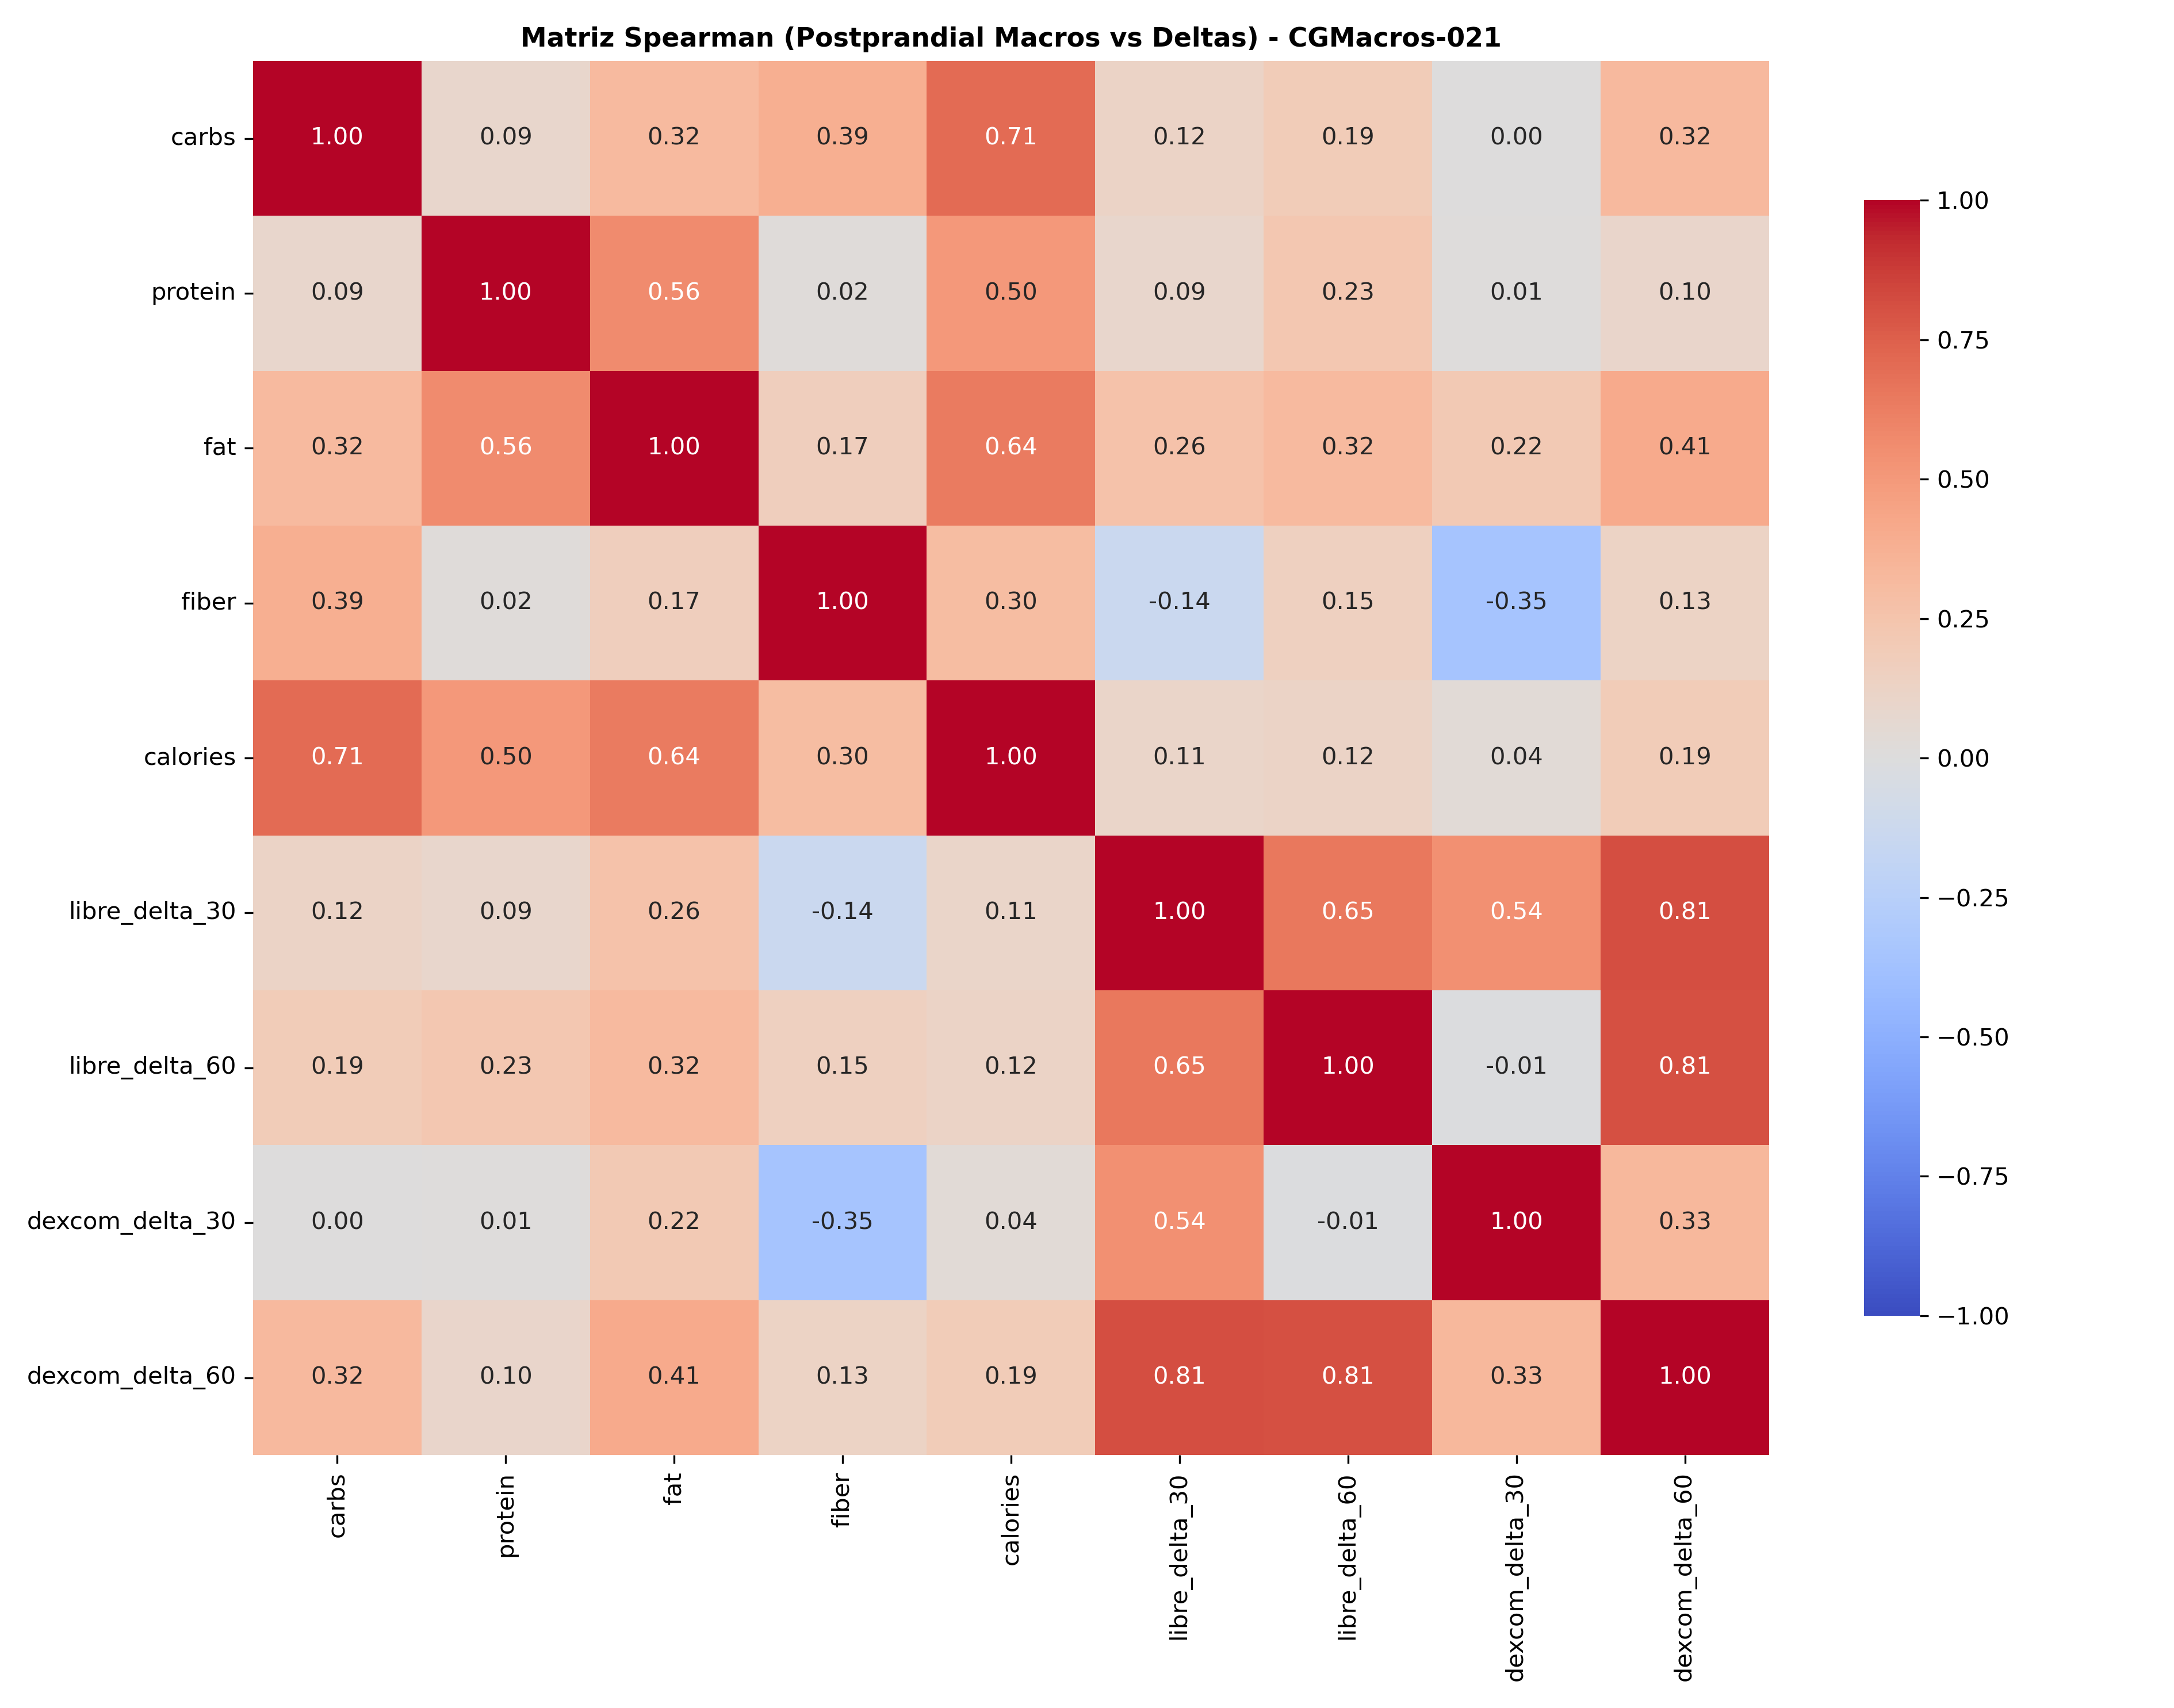 Matriz Spearman (Postprandial Macros vs Deltas) - CGMacros-021
carbs 1.00 0.09 0.32 0.39 0.71 0.12 0.19 0.00 0.32
protein 0.09 1.00 0.56 0.02 0.50 0.09 0.23 0.01 0.10
fat 0.32 0.56 1.00 0.17 0.64 0.26 0.32 0.22 0.41
fiber 0.39 0.02 0.17 1.00 0.30 -0.14 0.15 -0.35 0.13
calories 0.71 0.50 0.64 0.30 1.00 0.11 0.12 0.04 0.19
libre_delta_30 0.12 0.09 0.26 -0.14 0.11 1.00 0.65 0.54 0.81
libre_delta_60 0.19 0.23 0.32 0.15 0.12 0.65 1.00 -0.01 0.81
dexcom_delta_30 0.00 0.01 0.22 -0.35 0.04 0.54 -0.01 1.00 0.33
dexcom_delta_60 0.32 0.10 0.41 0.13 0.19 0.81 0.81 0.33 1.00
carbs
protein
fat
fiber
calories
libre_delta_30
libre_delta_60
dexcom_delta_30
dexcom_delta_60
1.00
0.75
0.50
0.25
0.00
−0.25
−0.50
−0.75
−1.00